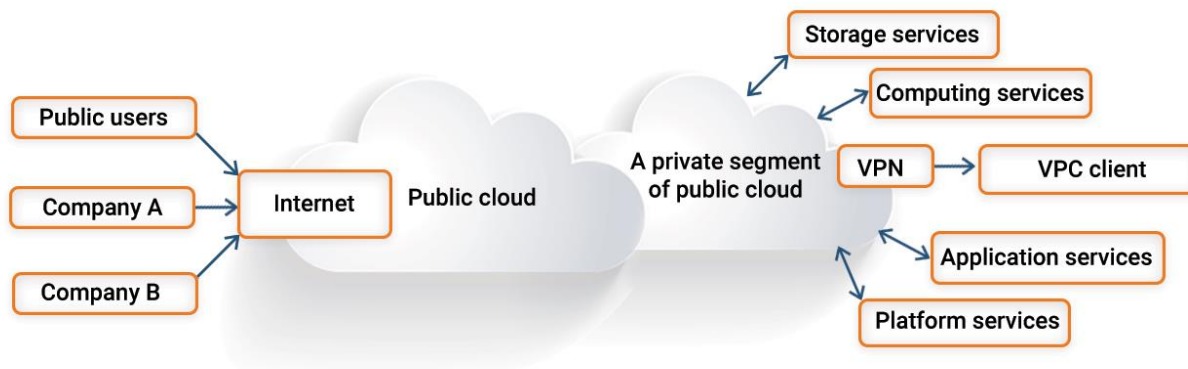 Storage services
Computing services
Public users
A private segment
of public cloud
VPN
VPC client
Company A
Internet
Public cloud
Application services
Company B
Platform services